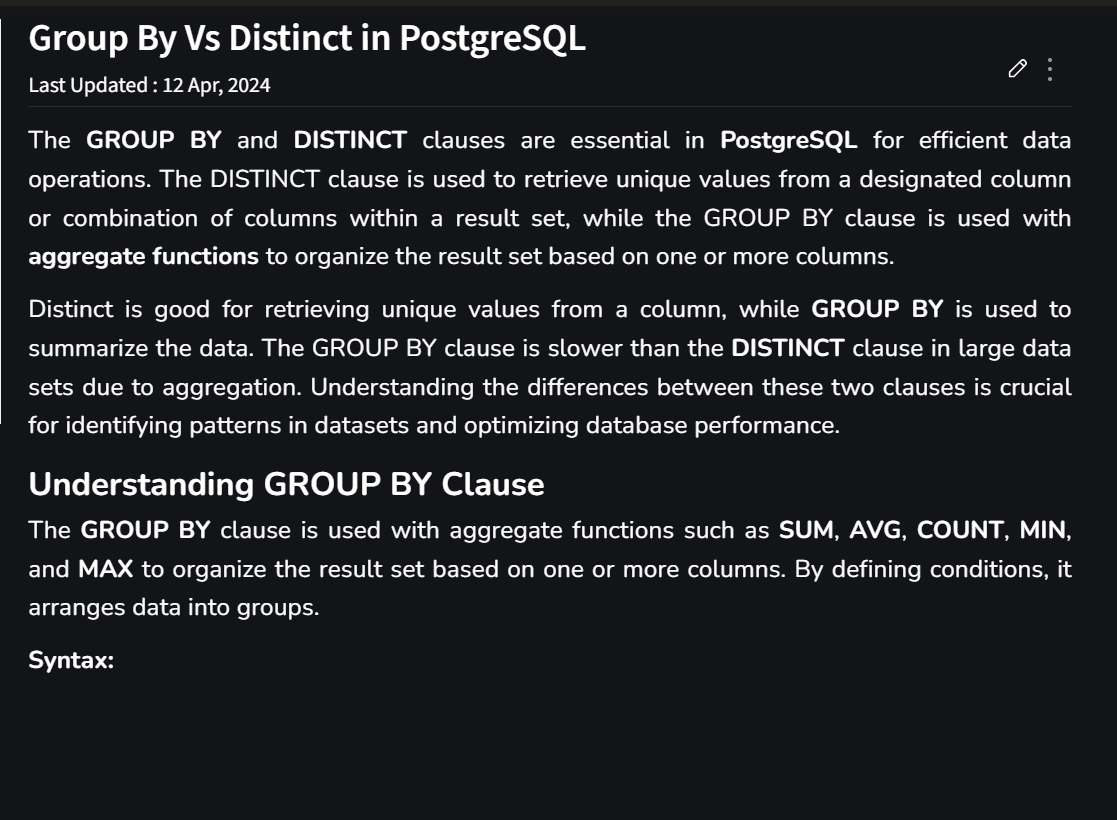 Group By Vs Distinct in PostgreSQL
Last Updated : 12 Apr, 2024
The GROUP BY and DISTINCT clauses are essential in PostgreSQL for efficient data
operations. The DISTINCT clause is used to retrieve unique values from a designated column
or combination of columns within a result set, while the GROUP BY clause is used with
aggregate functions to organize the result set based on one or more columns.
Distinct is good for retrieving unique values from a column, while GROUP BY is used to
summarize the data. The GROUP BY clause is slower than the DISTINCT clause in large data
sets due to aggregation. Understanding the differences between these two clauses is crucial
for identifying patterns in datasets and optimizing database performance.
Understanding GROUP BY Clause
The GROUP BY clause is used with aggregate functions such as SUM, AVG, COUNT, MIN,
and MAX to organize the result set based on one or more columns. By defining conditions, it
arranges data into groups.
Syntax: